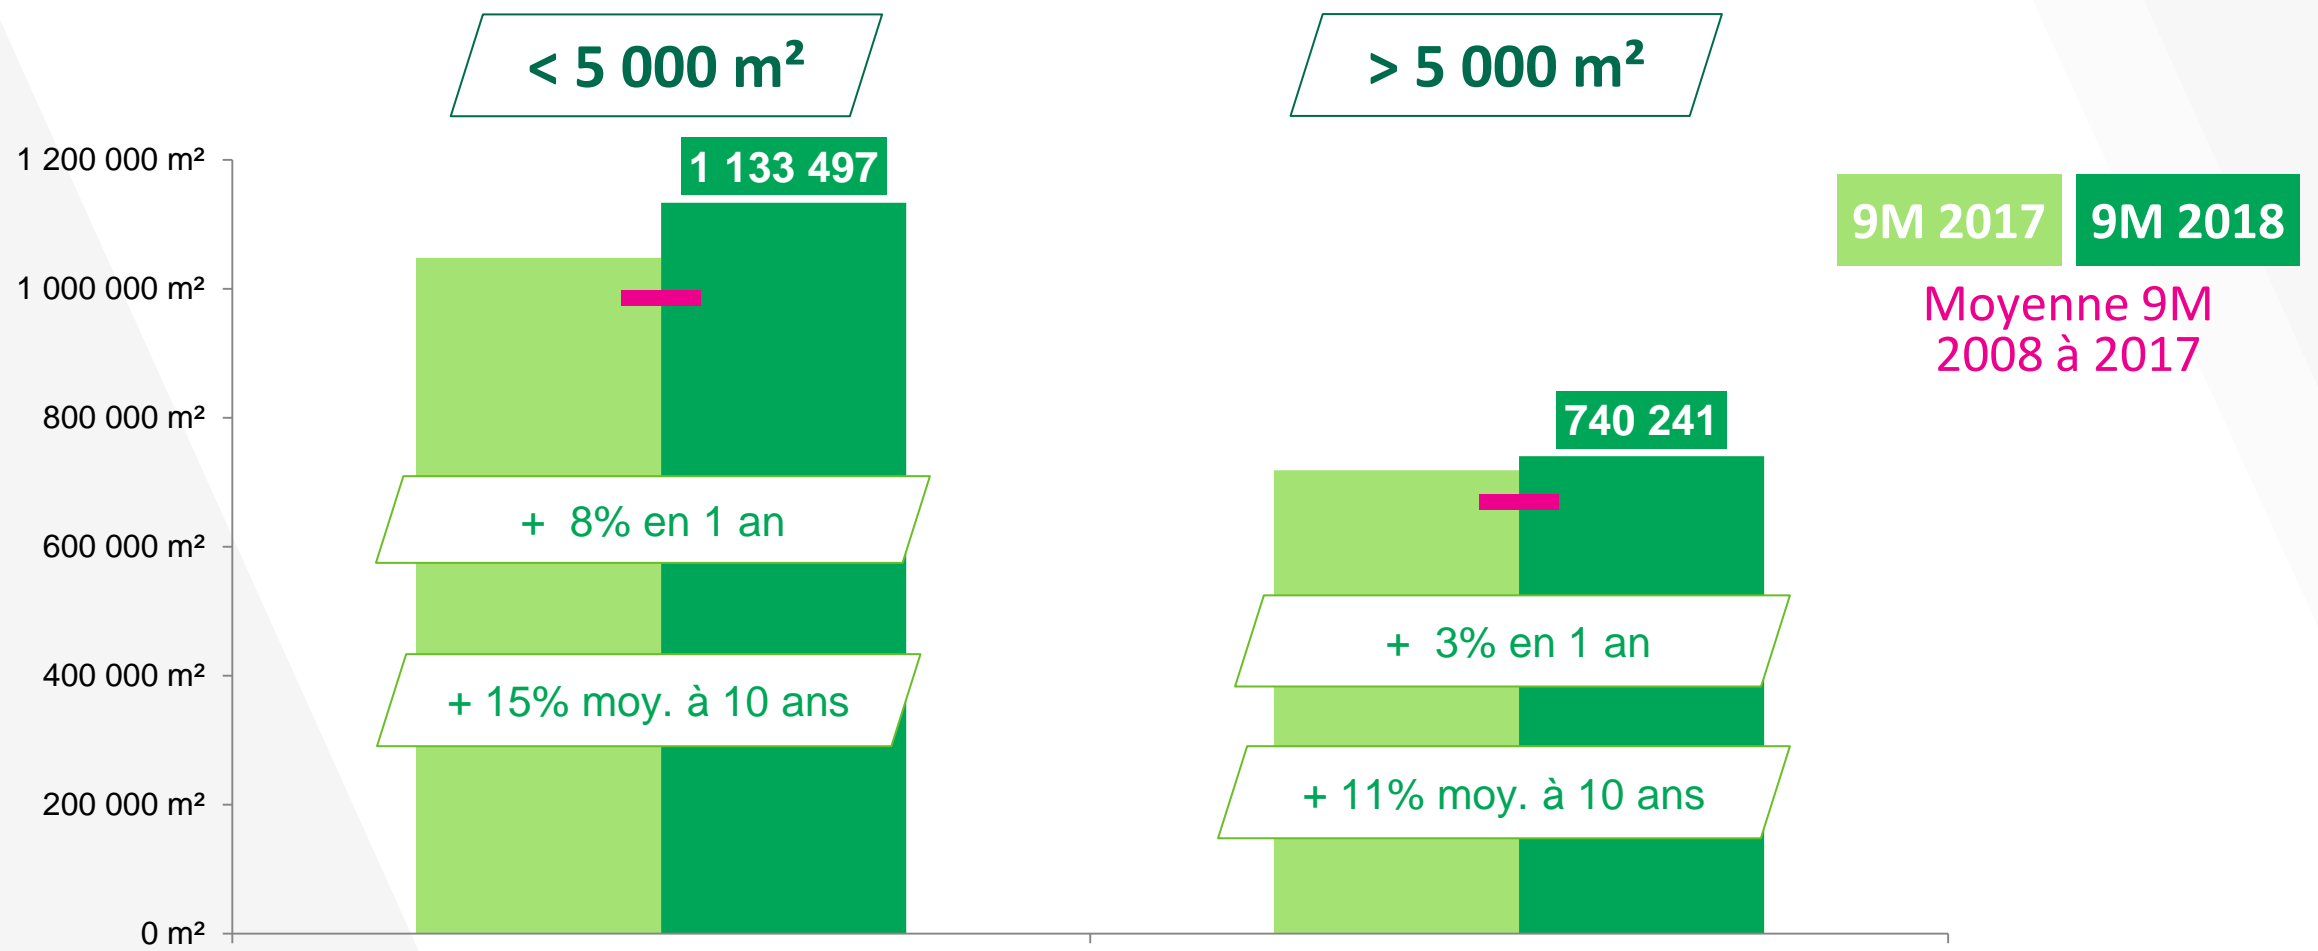 < 5 000 m²
> 5 000 m²
1 200 000 m²
1 000 000 m²
800 000 m²
600 000 m²
400 000 m²
200 000 m²
0 m²
1 133 497
+ 8% en 1 an
+ 15% moy. à 10 ans
740 241
+ 3% en 1 an
+ 11% moy. à 10 ans
9M 2017
9M 2018
Moyenne 9M
2008 à 2017